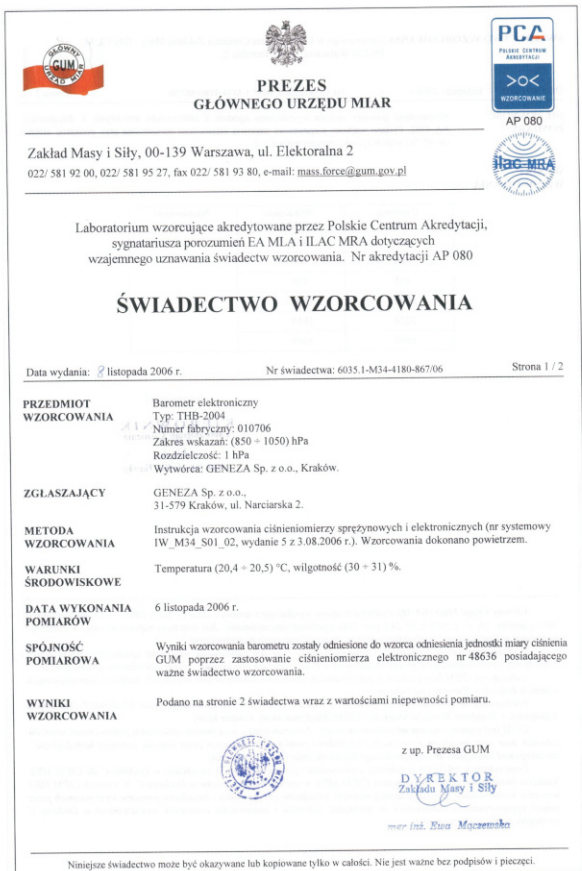 GŁÓWNY
GUM
URZĄD MIAR
PCA
POLSKIE CENTRUM
AKREDYTACJI
>O<
WZORCOWANIE
AP 080
ilac-MRA
PREZES
GŁÓWNEGO URZĘDU MIAR
Zakład Masy i Siły, 00-139 Warszawa, ul. Elektoralna 2
022/ 581 92 00, 022/ 581 95 27, fax 022/ 581 93 80, e-mail: mass.force@gum.gov.pl
Laboratorium wzorcujące akredytowane przez Polskie Centrum Akredytacji,
sygnatariusza porozumień EA MLA i ILAC MRA dotyczących
wzajemnego uznawania świadectw wzorcowania. Nr akredytacji AP 080
ŚWIADECTWO WZORCOWANIA
Data wydania: 8 listopada 2006 r. Nr świadectwa: 6035.1-M34-4180-867/06 Strona 1 / 2
PRZEDMIOT WZORCOWANIA
Barometr elektroniczny
Typ: THB-2004
Numer fabryczny: 010706
Zakres wskazań: (850 ÷ 1050) hPa
Rozdzielczość: 1 hPa
Wytwórca: GENEZA Sp. z o.o., Kraków.
ZGŁASZAJĄCY
GENEZA Sp. z o.o.,
31-579 Kraków, ul. Narciarska 2.
METODA WZORCOWANIA
Instrukcja wzorcowania ciśnieniomierzy sprężynowych i elektronicznych (nr systemowy
IW_M34_S01_02, wydanie 5 z 3.08.2006 r.). Wzorcowania dokonano powietrzem.
WARUNKI ŚRODOWISKOWE
Temperatura (20,4 ÷ 20,5) °C, wilgotność (30 ÷ 31) %.
DATA WYKONANIA POMIARÓW
6 listopada 2006 r.
SPÓJNOŚĆ POMIAROWA
Wyniki wzorcowania barometru zostały odniesione do wzorca odniesienia jednostki miary ciśnienia
GUM poprzez zastosowanie ciśnieniomierza elektronicznego nr 48636 posiadającego
ważne świadectwo wzorcowania.
WYNIKI WZORCOWANIA
Podano na stronie 2 świadectwa wraz z wartościami niepewności pomiaru.
z up. Prezesa GUM
DYREKTOR
Zakładu Masy i Siły
mgr inż. Ewa Mączewska
Niniejsze świadectwo może być okazywane lub kopiowane tylko w całości. Nie jest ważne bez podpisów i pieczęci.